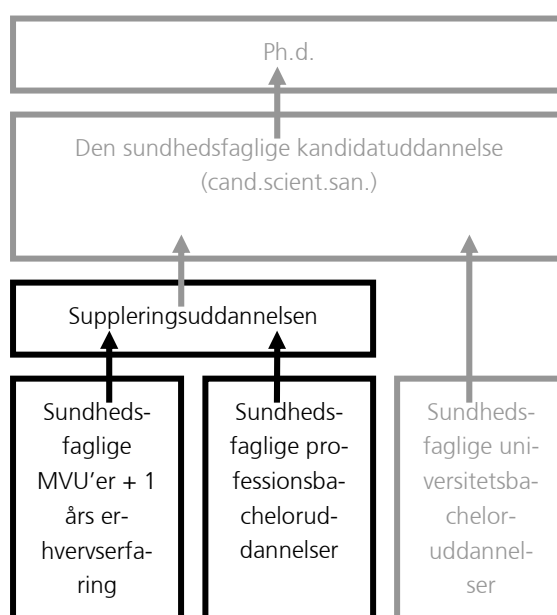 Ph.d.
Den sundhedsfaglige kandidatuddannelse
(cand.scient.san.)
Suppleringsuddannelsen
Sundheds-
faglige
MVU'er + 1
års er-
hvervserfa-
ring
Sundheds-
faglige pro-
fessionsba-
chelorud-
dannelser
Sundheds-
faglige uni-
versitetsba-
chelor-
uddannel-
ser